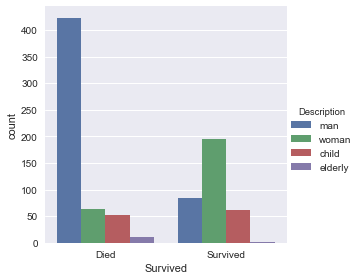 400
350
300
250
200
150
100
50
0
count
Died
Survived
Survived
Description
man
woman
child
elderly